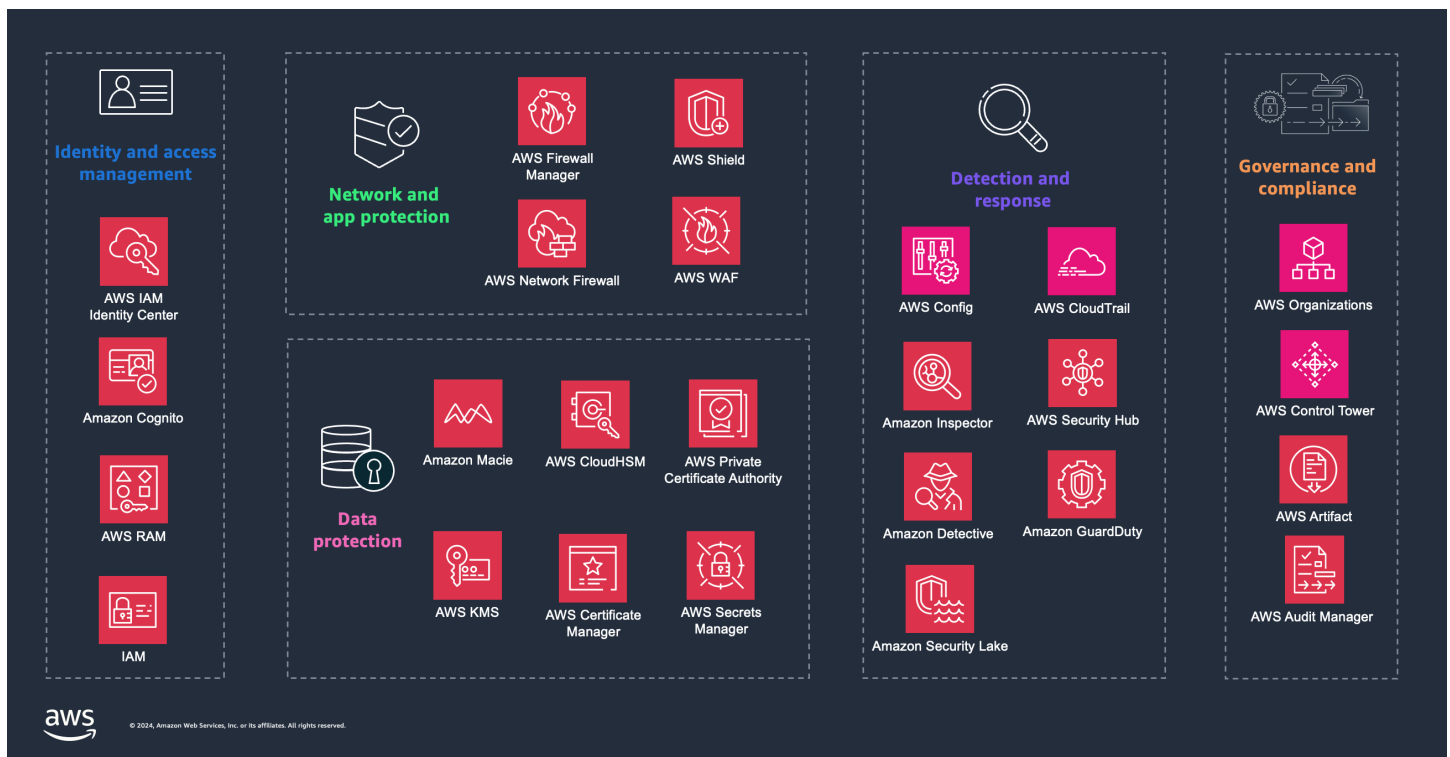 Identity and access
management
AWS IAM
Identity Center
Amazon Cognito
AWS RAM
IAM
Network and
app protection
AWS Firewall
Manager
AWS Shield
AWS Network Firewall
AWS WAF
Data
protection
Amazon Macie
AWS CloudHSM
AWS Private
Certificate Authority
AWS KMS
AWS Certificate
Manager
AWS Secrets
Manager
Detection and
response
AWS Config
AWS CloudTrail
Amazon Inspector
AWS Security Hub
Amazon Detective
Amazon GuardDuty
Amazon Security Lake
Governance and
compliance
AWS Organizations
AWS Control Tower
AWS Artifact
AWS Audit Manager
aws
© 2024, Amazon Web Services, Inc. or its affiliates. All rights reserved.